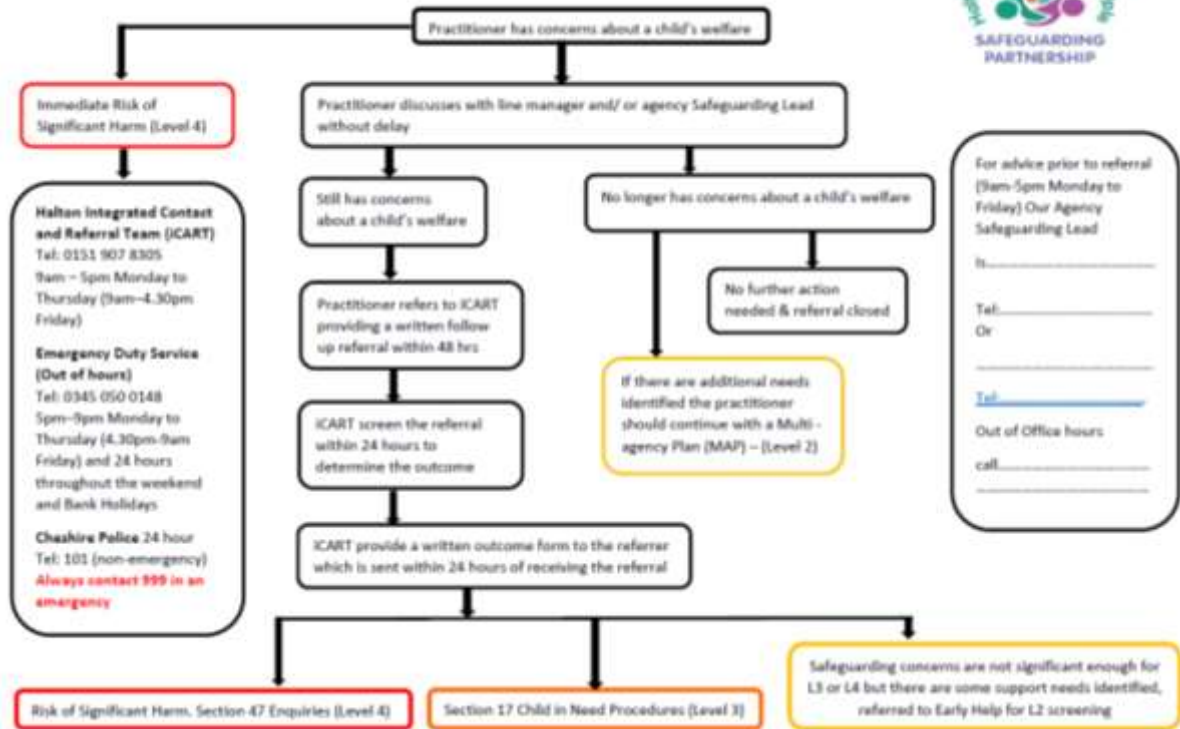 Practitioner has concerns about a child's welfare
SAFEGUARDING
PARTNERSHIP
Immediate Risk of
Significant Harm (Level 4)
Practitioner discusses with line manager and/ or agency Safeguarding Lead
without delay
Halton Integrated Contact
and Referral Team (iCART)
Tel: 0151 907 8305
9am – 5pm Monday to
Thursday (9am–4.30pm
Friday)
Emergency Duty Service
(Out of hours)
Tel: 0345 050 0148
5pm–9pm Monday to
Thursday (4.30pm-9am
Friday) and 24 hours
throughout the weekend
and Bank Holidays
Cheshire Police 24 hour
Tel: 101 (non-emergency)
Always contact 999 in an
emergency
Still has concerns
about a child's welfare
Practitioner refers to iCART
providing a written follow
up referral within 48 hrs
iCART screen the referral
within 24 hours to
determine the outcome
iCART provide a written outcome form to the referrer
which is sent within 24 hours of receiving the referral
No longer has concerns about a child's welfare
No further action
needed & referral closed
If there are additional needs
identified the practitioner
should continue with a Multi -
agency Plan (MAP) – (Level 2)
For advice prior to referral
(9am-5pm Monday to
Friday) Our Agency
Safeguarding Lead
is
Tel:
Or
Tel:
Out of Office hours
call
Risk of Significant Harm. Section 47 Enquiries (Level 4)
Section 17 Child in Need Procedures (Level 3)
Safeguarding concerns are not significant enough for
L3 or L4 but there are some support needs identified,
referred to Early Help for L2 screening